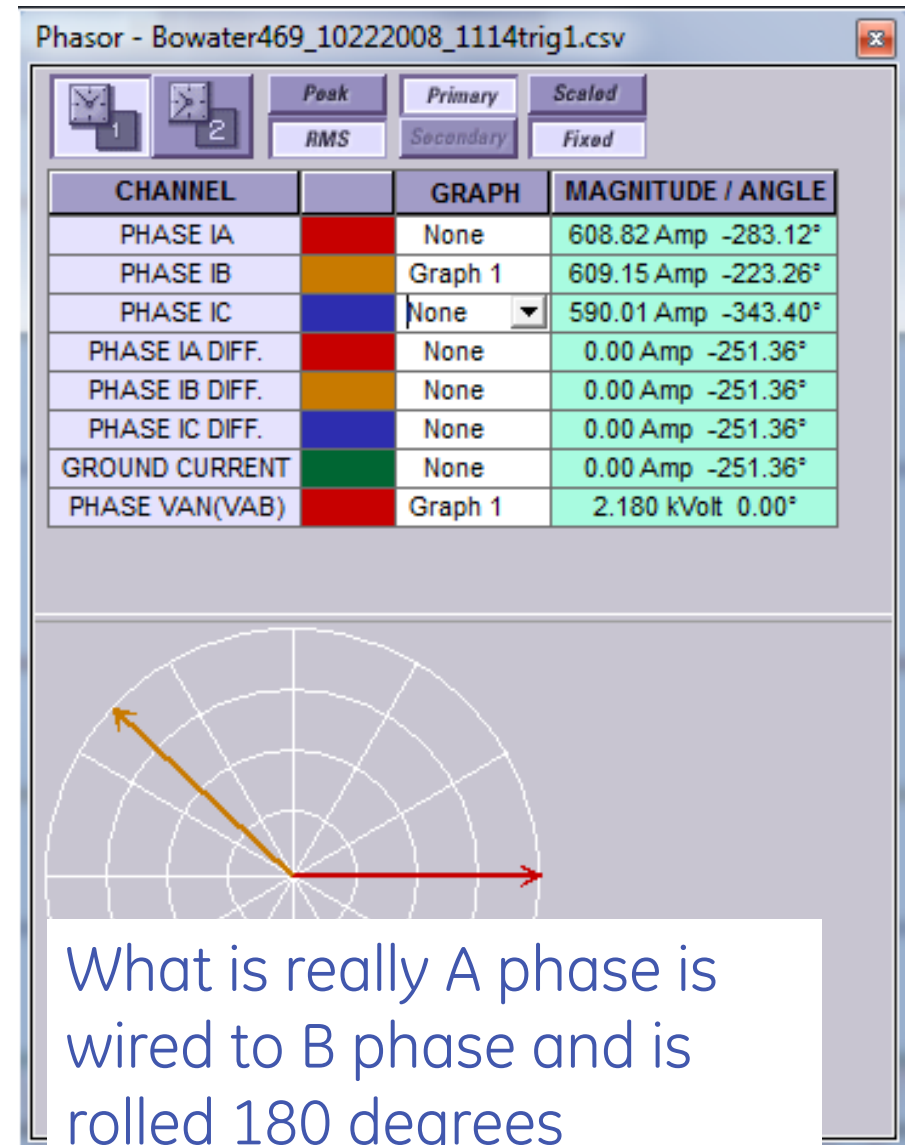 Phasor - Bowater469_10222008_1114trig1.csv
1 2 Peak Primary Scaled
RMS Secondary Fixed
CHANNEL GRAPH MAGNITUDE / ANGLE
PHASE IA None 608.82 Amp -283.12°
PHASE IB Graph 1 609.15 Amp -223.26°
PHASE IC None 590.01 Amp -343.40°
PHASE IA DIFF. None 0.00 Amp -251.36°
PHASE IB DIFF. None 0.00 Amp -251.36°
PHASE IC DIFF. None 0.00 Amp -251.36°
GROUND CURRENT None 0.00 Amp -251.36°
PHASE VAN(VAB) Graph 1 2.180 kVolt 0.00°
What is really A phase is
wired to B phase and is
rolled 180 degrees